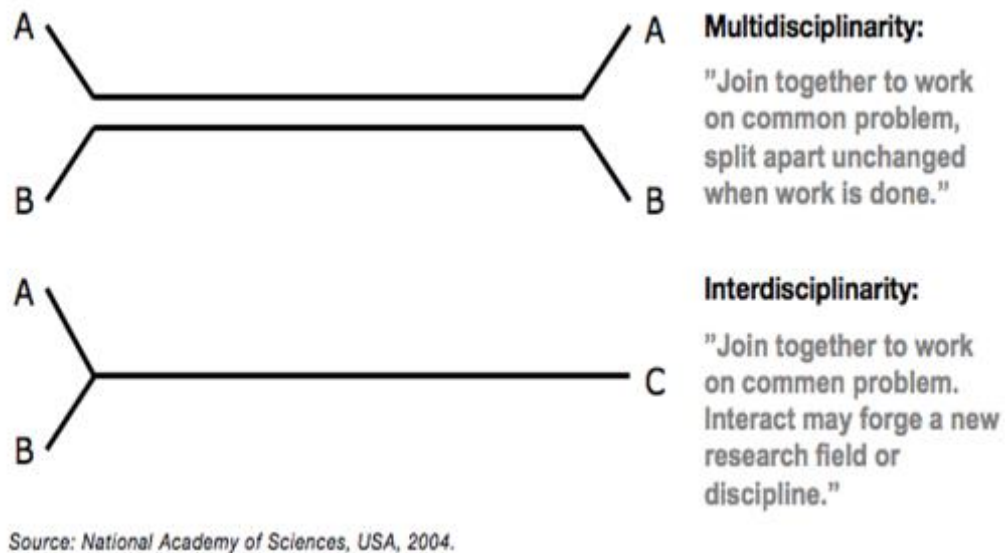 A
A
Multidisciplinarity:
”Join together to work
on common problem,
split apart unchanged
when work is done.”
B
B
A
Interdisciplinarity:
”Join together to work
on commen problem.
Interact may forge a new
research field or
discipline.”
C
B
Source: National Academy of Sciences, USA, 2004.